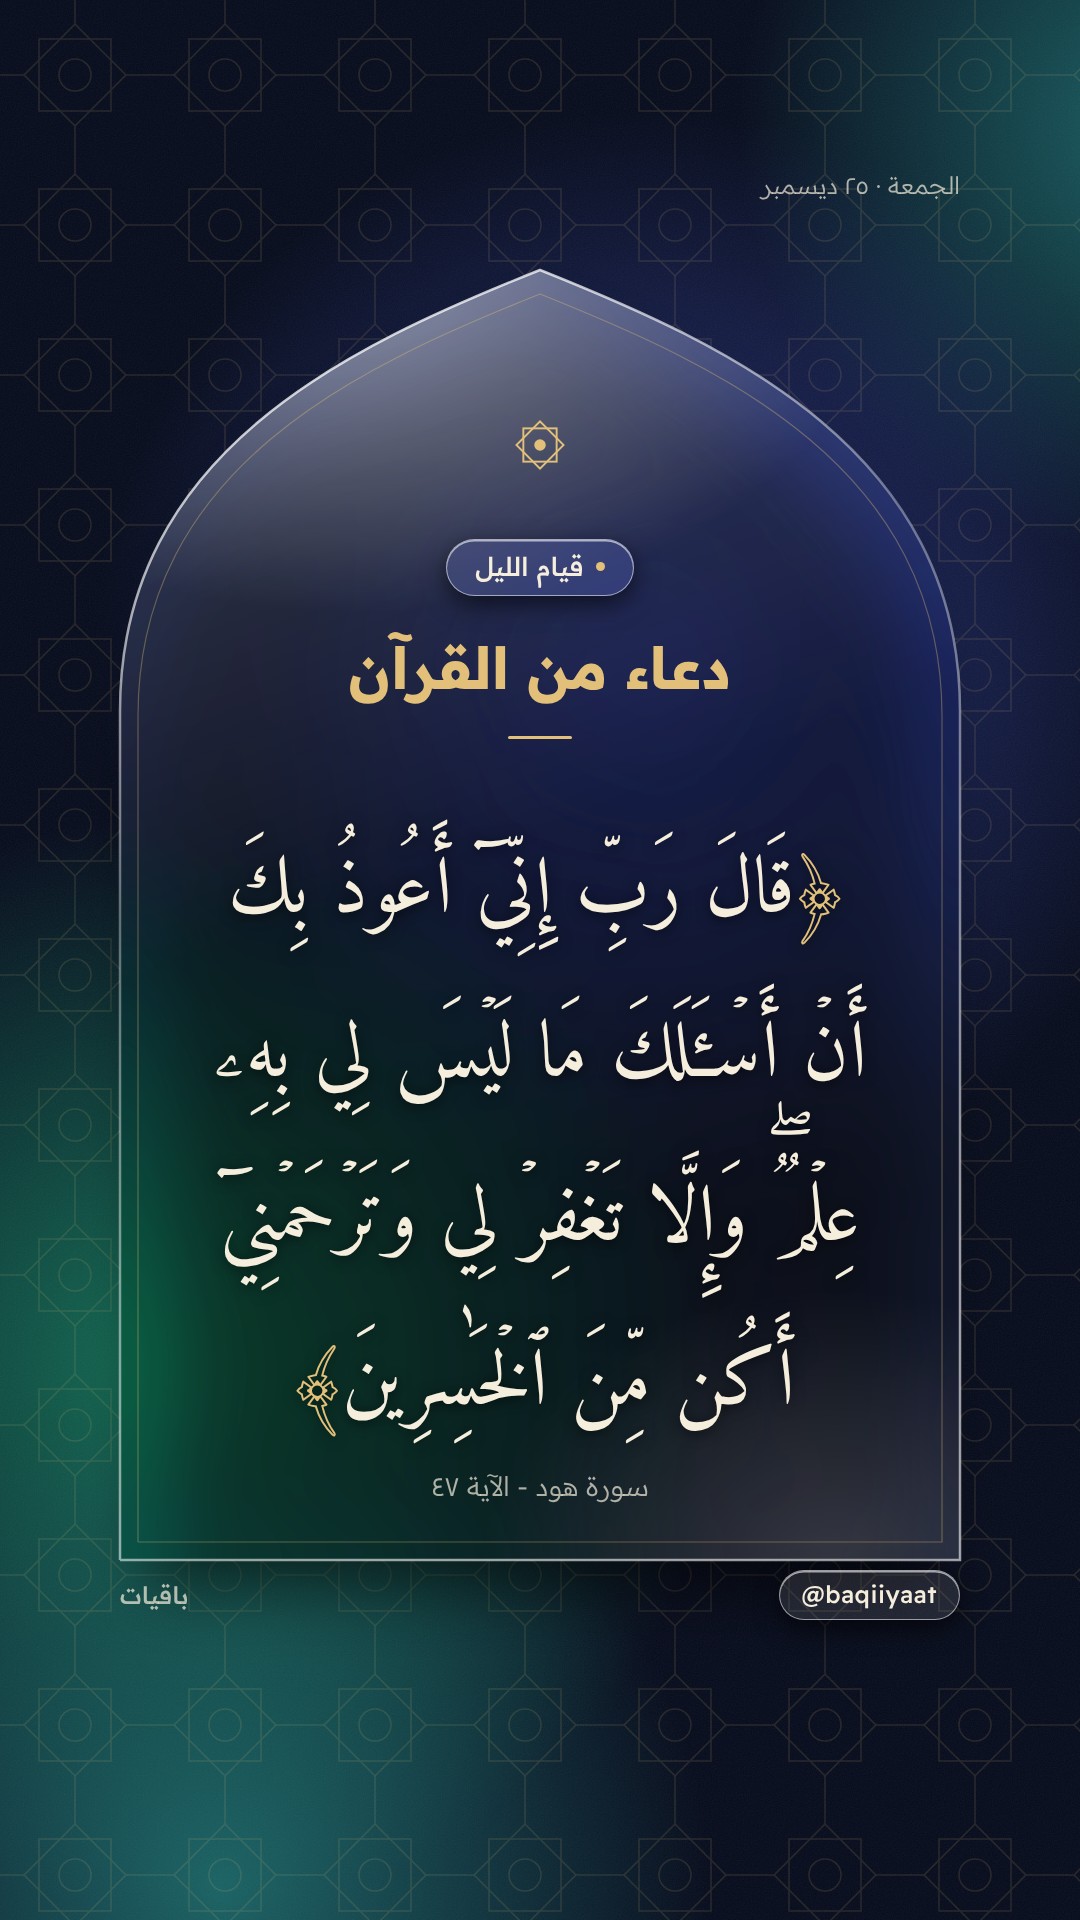 الجمعة · ٢٥ ديسمبر
قيام الليل
دعاء من القرآن
﴿قَالَ رَبِّ إِنِّيٓ أَعُوذُ بِكَ
أَنۡ أَسۡـَٔلَكَ مَا لَيۡسَ لِي بِهِۦ
عِلۡمٞۖ وَإِلَّا تَغۡفِرۡ لِي وَتَرۡحَمۡنِيٓ
أَكُن مِّنَ ٱلۡخَٰسِرِينَ﴾
سورة هود - الآية ٤٧
@baqiiyaat
باقيات